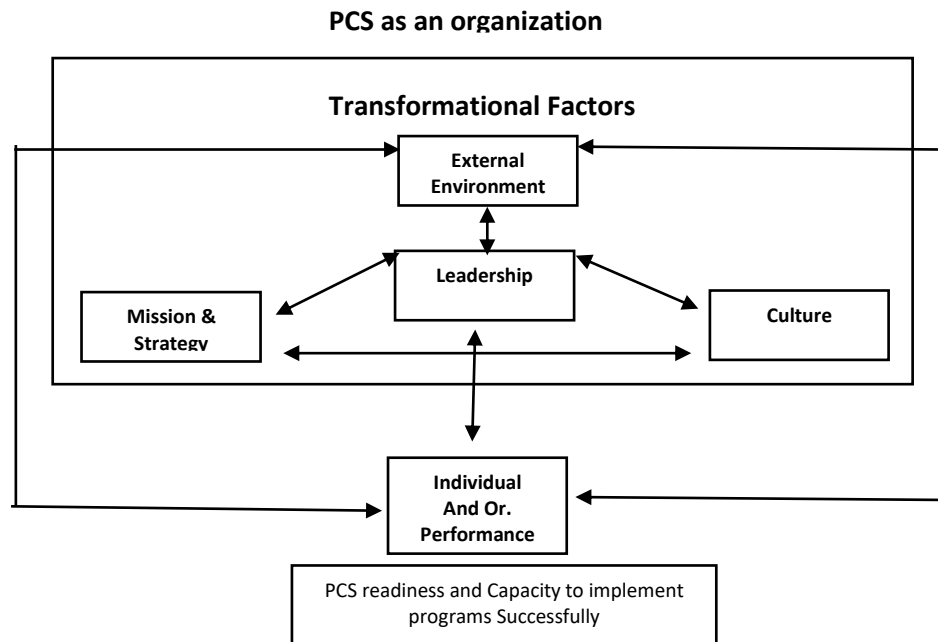 PCS as an organization
Transformational Factors
External
Environment
Leadership
Mission &
Strategy
Culture
Individual
And Or.
Performance
PCS readiness and Capacity to implement
programs Successfully